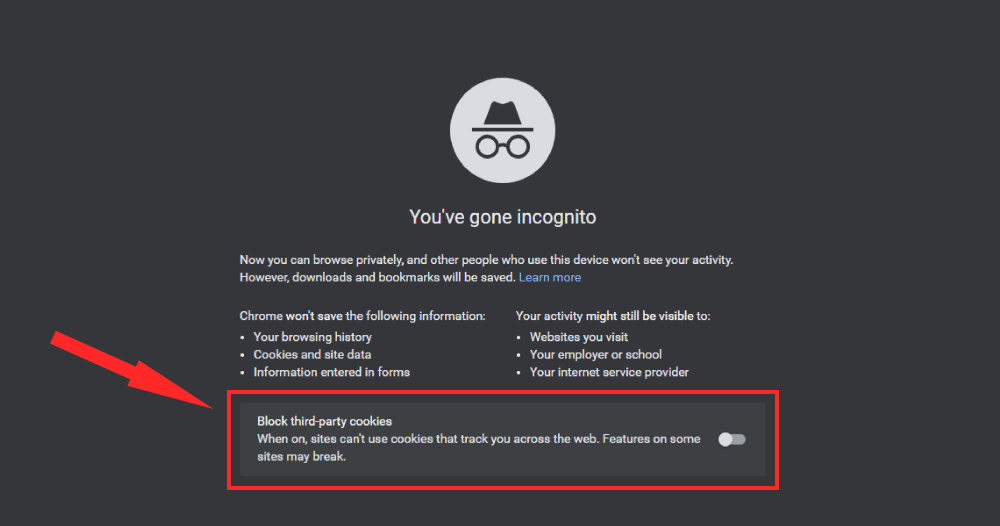 You've gone incognito
Now you can browse privately, and other people who use this device won't see your activity.
However, downloads and bookmarks will be saved. Learn more
Chrome won't save the following information:
• Your browsing history
• Cookies and site data
• Information entered in forms
Your activity might still be visible to:
• Websites you visit
• Your employer or school
• Your internet service provider
Block third-party cookies
When on, sites can't use cookies that track you across the web. Features on some
sites may break.